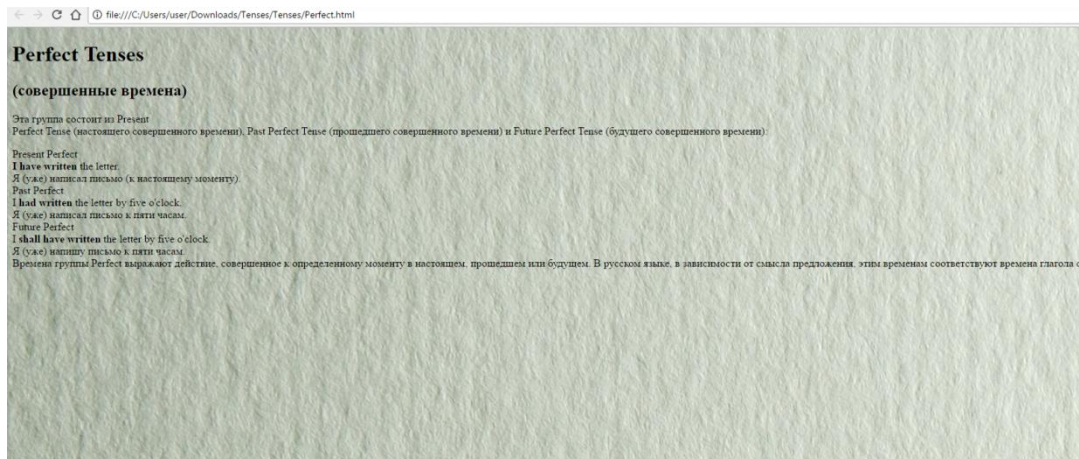 file:///C:/Users/user/Downloads/Tenses/Tenses/Perfect.html
Perfect Tenses
(совершенные времена)
Эта группа состоит из Present
Perfect Tense (настоящего совершенного времени), Past Perfect Tense (прошедшего совершенного времени) и Future Perfect Tense (будущего совершенного времени):
Present Perfect
I have written the letter.
Я (уже) написал письмо (к настоящему моменту).
Past Perfect
I had written the letter by five o'clock.
Я (уже) написал письмо к пяти часам.
Future Perfect
I shall have written the letter by five o'clock.
Я (уже) напишу письмо к пяти часам.
Времена группы Perfect выражают действие, совершенное к определенному моменту в настоящем, прошедшем или будущем. В русском языке, в зависимости от смысла предложения, этим временам соответствуют времена глагола